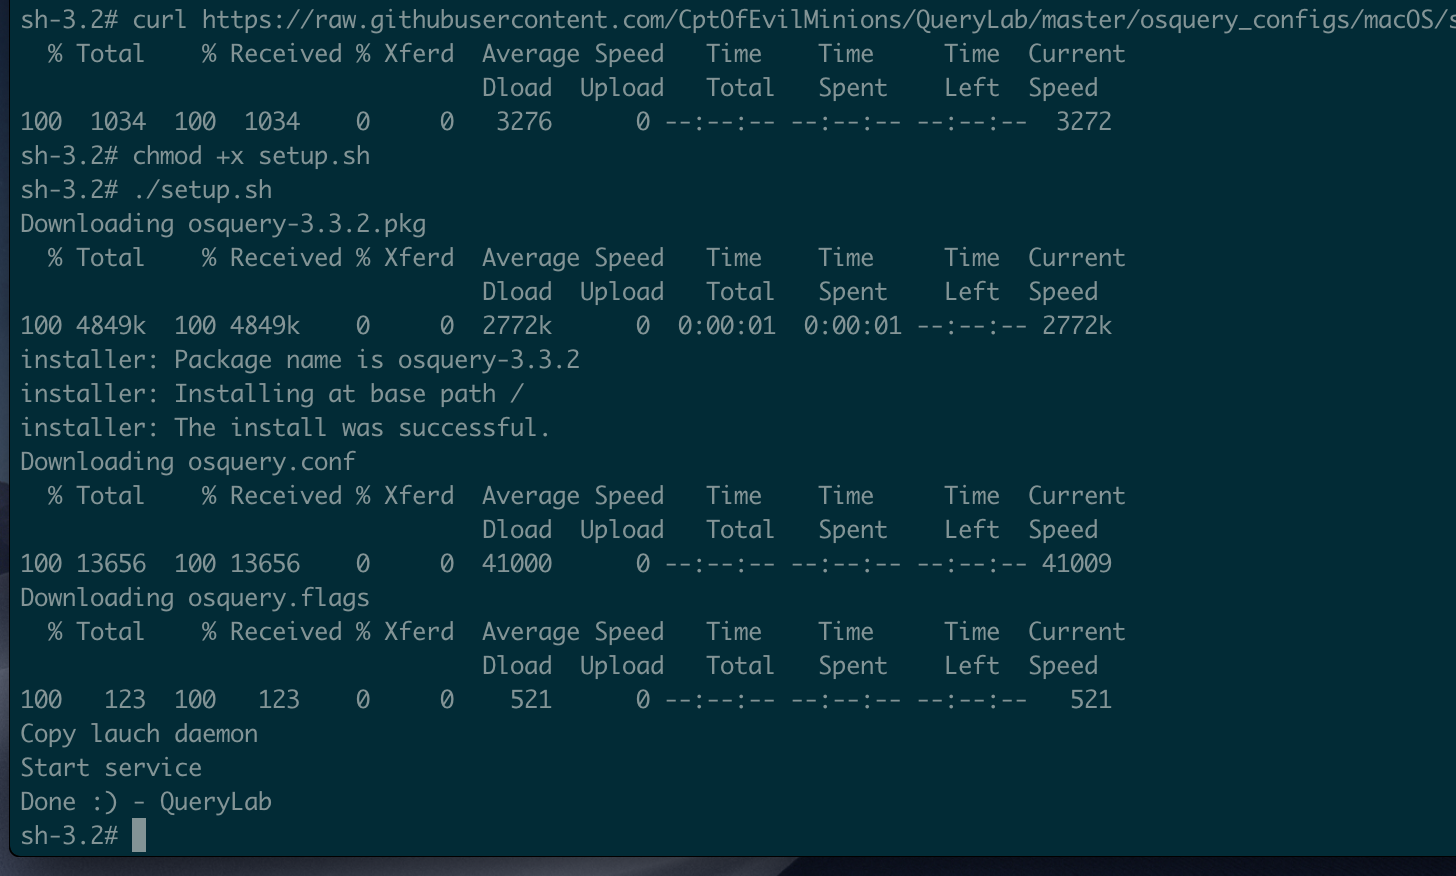 sh-3.2# curl https://raw.githubusercontent.com/CptOfEvilMinions/QueryLab/master/osquery_configs/macOS/s
  % Total    % Received % Xferd  Average Speed   Time    Time     Time  Current
                                 Dload  Upload   Total   Spent    Left  Speed
100  1034  100  1034    0     0   3276      0 --:--:-- --:--:-- --:--:--  3272
sh-3.2# chmod +x setup.sh
sh-3.2# ./setup.sh
Downloading osquery-3.3.2.pkg
  % Total    % Received % Xferd  Average Speed   Time    Time     Time  Current
                                 Dload  Upload   Total   Spent    Left  Speed
100 4849k  100 4849k    0     0  2772k      0  0:00:01  0:00:01 --:--:-- 2772k
installer: Package name is osquery-3.3.2
installer: Installing at base path /
installer: The install was successful.
Downloading osquery.conf
  % Total    % Received % Xferd  Average Speed   Time    Time     Time  Current
                                 Dload  Upload   Total   Spent    Left  Speed
100 13656  100 13656    0     0  41000      0 --:--:-- --:--:-- --:--:-- 41009
Downloading osquery.flags
  % Total    % Received % Xferd  Average Speed   Time    Time     Time  Current
                                 Dload  Upload   Total   Spent    Left  Speed
100   123  100   123    0     0    521      0 --:--:-- --:--:-- --:--:--   521
Copy lauch daemon
Start service
Done :) - QueryLab
sh-3.2#